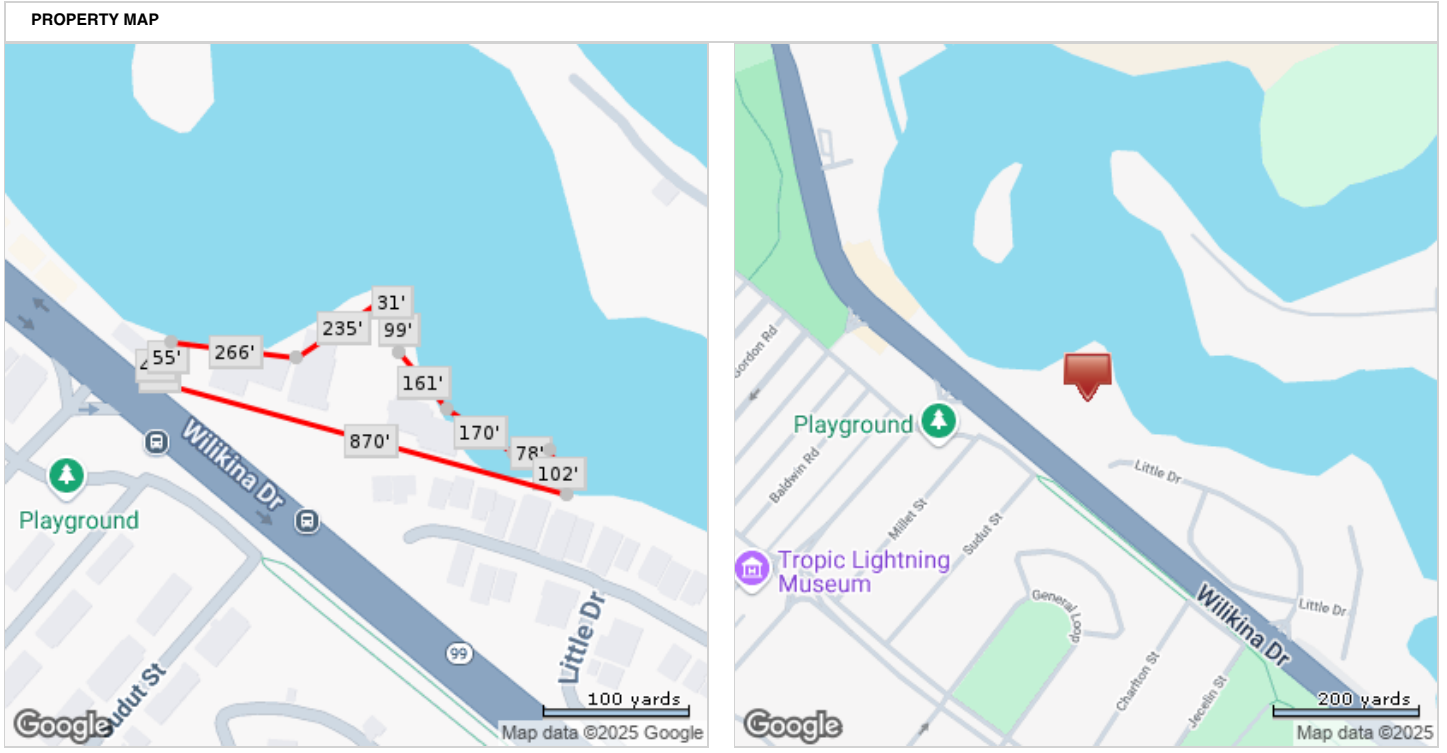 PROPERTY MAP
31'
235'
99'
266'
55'
161'
170'
870'
78'
102'
Wilikina Dr
Playground
99
Little Dr
100 yards
Google
Map data ©2025 Google
Gordon Rd
Playground
Baldwin Rd
Millet St
Sudut St
Little Dr
Tropic Lightning
Museum
General Loop
Little Dr
Wilikina Dr
Charlton St
Jecelin St
200 yards
Google
Map data ©2025